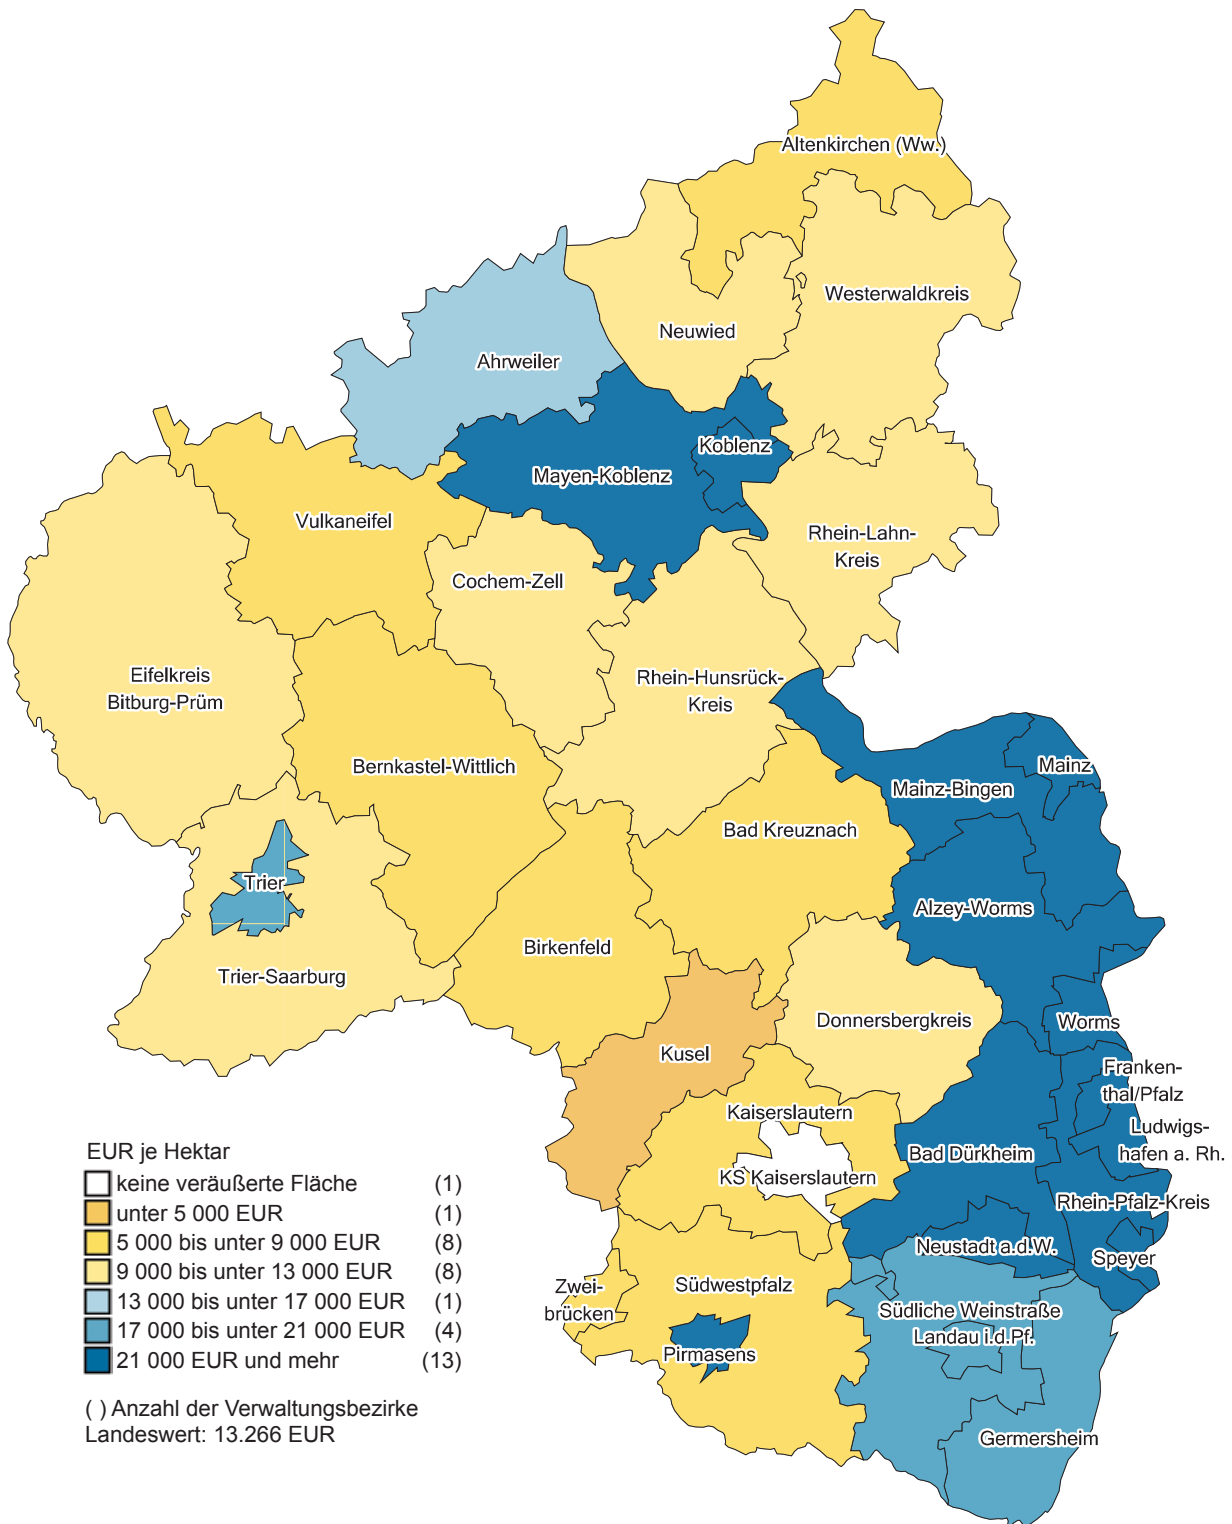 Altenkirchen (Ww.)
Westerwaldkreis
Neuwied
Ahrweiler
Koblenz
Mayen-Koblenz
Vulkaneifel
Rhein-Lahn-
Kreis
Cochem-Zell
Eifelkreis
Bitburg-Prüm
Rhein-Hunsrück-
Kreis
Bernkastel-Wittlich
Mainz
Mainz-Bingen
Bad Kreuznach
Trier
Alzey-Worms
Birkenfeld
Trier-Saarburg
Donnersbergkreis
Worms
Kusel
Franken-
thal/Pfalz
Kaiserslautern
Ludwigs-
hafen a. Rh.
Bad Dürkheim
KS Kaiserslautern
Rhein-Pfalz-Kreis
Neustadt a.d.W.
Speyer
Zwei-
brücken
Südwestpfalz
Südliche Weinstraße
Landau i.d.Pf.
Pirmasens
Germersheim
EUR je Hektar
keine veräußerte Fläche (1)
unter 5 000 EUR (1)
5 000 bis unter 9 000 EUR (8)
9 000 bis unter 13 000 EUR (8)
13 000 bis unter 17 000 EUR (1)
17 000 bis unter 21 000 EUR (4)
21 000 EUR und mehr (13)
( ) Anzahl der Verwaltungsbezirke
Landeswert: 13.266 EUR